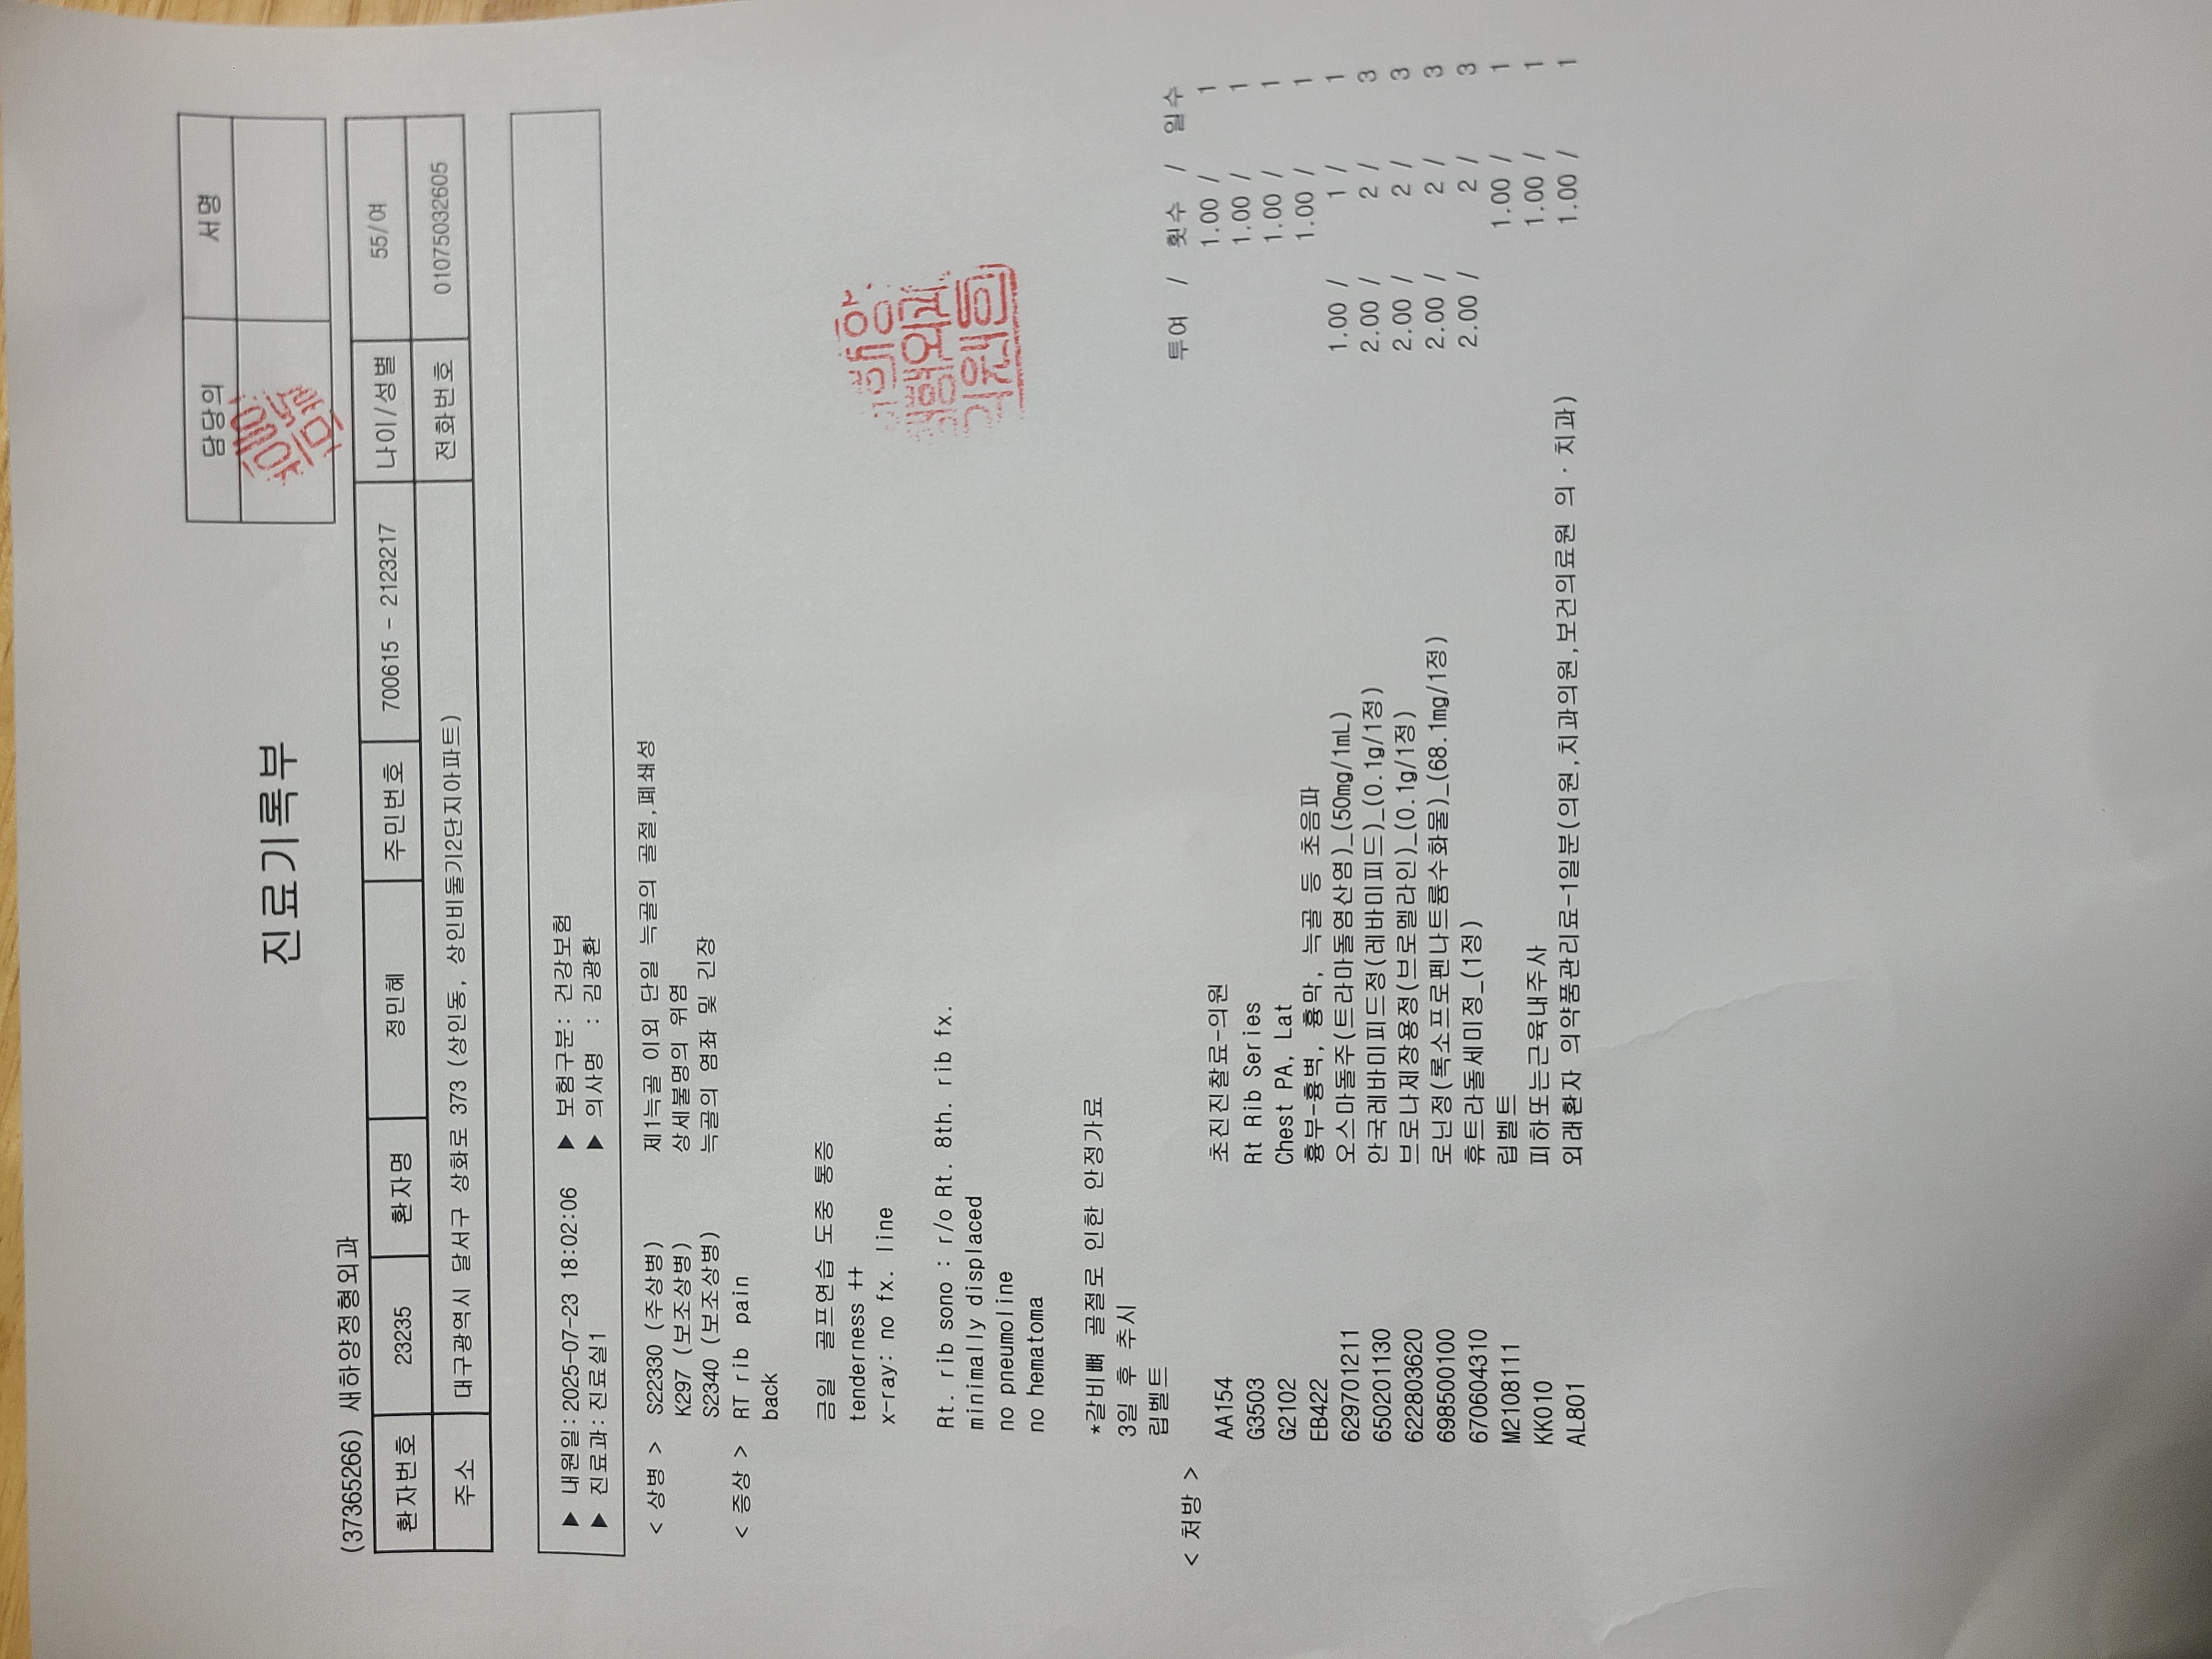 진료기록부
담당의 서명
(37365266) 새하양정형외과
환자번호 23235 환자명 정민혜 주민번호 700615 - 2123217 나이/성별 55/여
주소 대구광역시 달서구 상화로 373 (상인동, 상인비둘기2단지아파트) 전화번호 01075032605
▶ 내원일:2025-07-23 18:02:06 ▶ 보험구분: 건강보험
▶ 진료과: 진료실1 ▶ 의사명 : 김광환
< 상병 > S22330 (주상병) 제1늑골 이외 단일 늑골의 골절,폐쇄성
K297 (보조상병) 상세불명의 위염
S2340 (보조상병) 늑골의 염좌 및 긴장
< 증상 > RT rib pain
back
금일 골프연습 도중 통증
tenderness ++
x-ray: no fx. line
Rt. rib sono : r/o Rt. 8th. rib fx.
minimally displaced
no pneumoline
no hematoma
*갈비뼈 골절로 인한 안정가료
3일 후 추시
립벨트
< 처방 > 투여 / 횟수 / 일수
AA154 초진진찰료-의원 1.00 / 1
G3503 Rt Rib Series 1.00 / 1
G2102 Chest PA, Lat 1.00 / 1
EB422 흉부-흉벽, 흉막, 늑골 등 초음파 1.00 / 1
629701211 오스마돌주(트라마돌염산염)_(50mg/1mL) 1.00 / 1 / 1
650201130 안국레바미피드정(레바미피드)_(0.1g/1정) 2.00 / 2 / 3
622803620 브로나제장용정(브로멜라인)_(0.1g/1정) 2.00 / 2 / 3
698500100 로닌정(록소프로펜나트륨수화물)_(68.1mg/1정) 2.00 / 2 / 3
670604310 휴트라돌세미정_(1정) 2.00 / 2 / 3
M2108111 립벨트 1.00 / 1
KK010 피하또는근육내주사 1.00 / 1
AL801 외래환자 의약품관리료-1일분(의원,치과의원,보건의료원 의·치과) 1.00 / 1